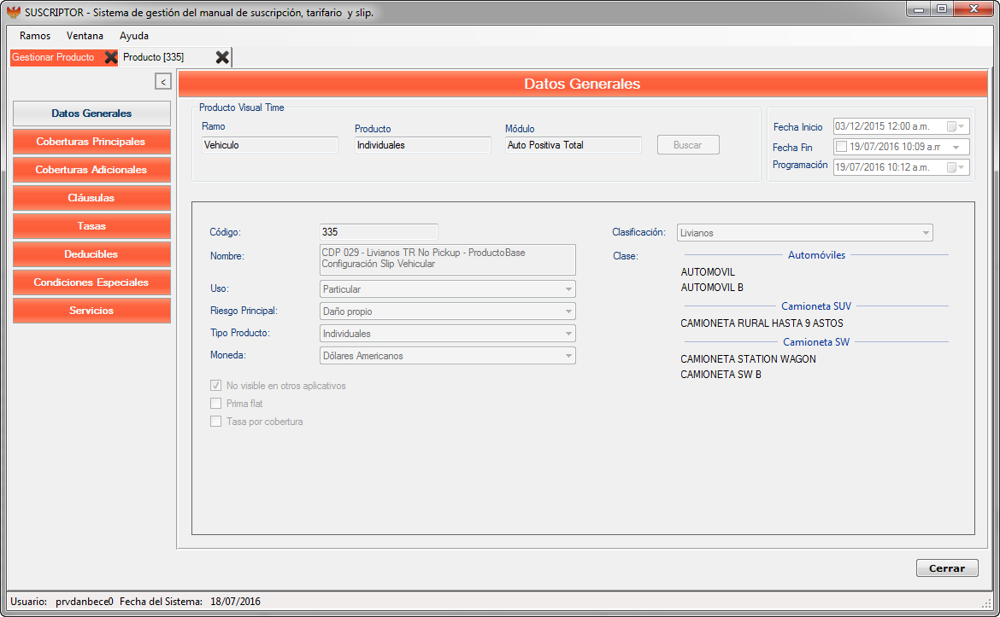 SUSCRIPTOR - Sistema de gestión del manual de suscripción, tarifario y slip.
Ramos Ventana Ayuda
Gestionar Producto Producto [335]
<
Datos Generales
Coberturas Principales
Coberturas Adicionales
Cláusulas
Tasas
Deducibles
Condiciones Especiales
Servicios
Datos Generales
Producto Visual Time
Ramo Producto Módulo
Vehiculo Individuales Auto Positiva Total Buscar
Fecha Inicio 03/12/2015 12:00 a.m.
Fecha Fin 19/07/2016 10:09 a.m
Programación 19/07/2016 10:12 a.m.
Código: 335
Nombre: CDP 029 - Livianos TR No Pickup - ProductoBase
Configuración Slip Vehicular
Uso: Particular
Riesgo Principal: Daño propio
Tipo Producto: Individuales
Moneda: Dólares Americanos
No visible en otros aplicativos
Prima flat
Tasa por cobertura
Clasificación: Livianos
Clase: Automóviles
AUTOMOVIL
AUTOMOVIL B
Camioneta SUV
CAMIONETA RURAL HASTA 9 ASTOS
Camioneta SW
CAMIONETA STATION WAGON
CAMIONETA SW B
Cerrar
Usuario: prvdanbece0 Fecha del Sistema: 18/07/2016